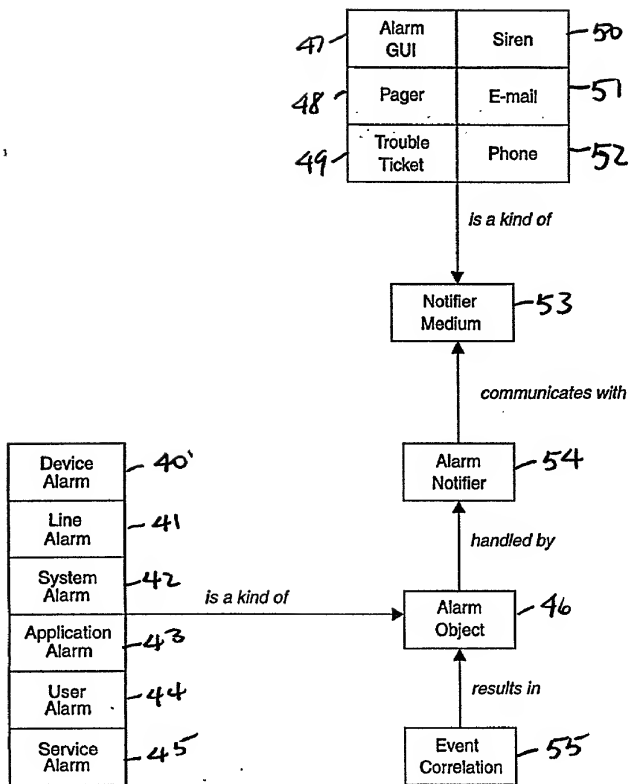 47
Alarm
GUI
Siren
50
48
Pager
E-mail
51
49
Trouble
Ticket
Phone
52
is a kind of
Notifier
Medium
53
communicates with
Device
Alarm
40
Alarm
Notifier
54
Line
Alarm
41
handled by
System
Alarm
42
is a kind of
Alarm
Object
46
Application
Alarm
43
User
Alarm
44
results in
Service
Alarm
45
Event
Correlation
55